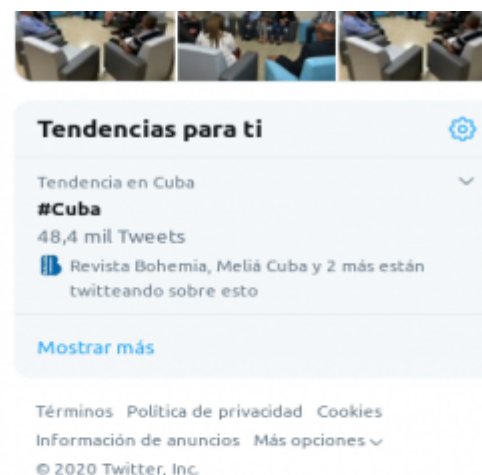 Tendencias para ti
Tendencia en Cuba
#Cuba
48,4 mil Tweets
Revista Bohemia, Meliá Cuba y 2 más están
twitteando sobre esto
Mostrar más
Términos Política de privacidad Cookies
Información de anuncios Más opciones
© 2020 Twitter, Inc.